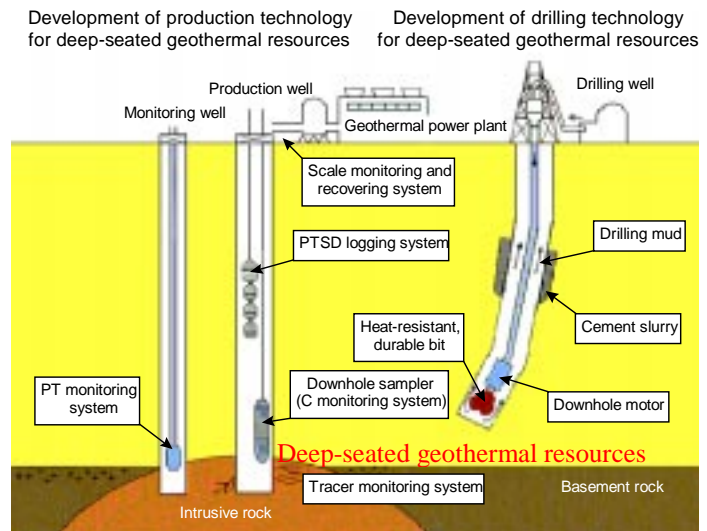 Development of production technology
for deep-seated geothermal resources
Development of drilling technology
for deep-seated geothermal resources
Production well
Monitoring well
Drilling well
Geothermal power plant
Scale monitoring and
recovering system
PTSD logging system
Drilling mud
Cement slurry
Heat-resistant,
durable bit
PT monitoring
system
Downhole sampler
(C monitoring system)
Downhole motor
Deep-seated geothermal resources
Tracer monitoring system
Basement rock
Intrusive rock